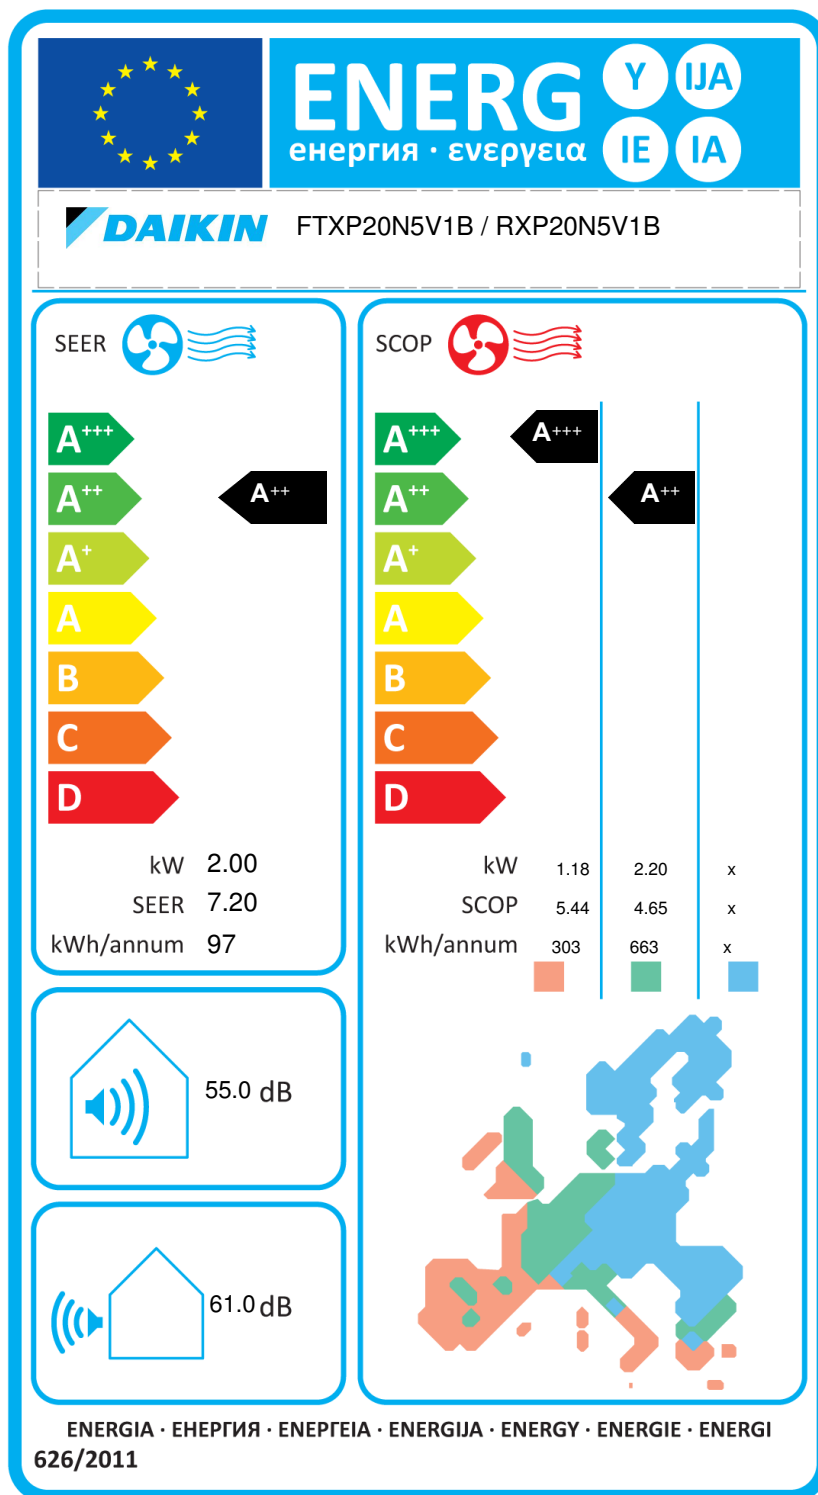 ENERG Y IJA
енергия · ενεργεια IE IA
DAIKIN FTXP20N5V1B / RXP20N5V1B
SEER
A+++
A++ A++
A+
A
B
C
D
kW 2.00
SEER 7.20
kWh/annum 97
SCOP
A+++ A+++
A++ A++
A+
A
B
C
D
kW 1.18 2.20 x
SCOP 5.44 4.65 x
kWh/annum 303 663 x
55.0 dB
61.0 dB
ENERGIA · ЕНЕРГИЯ · ΕΝΕΡΓΕΙΑ · ENERGIJA · ENERGY · ENERGIE · ENERGI
626/2011